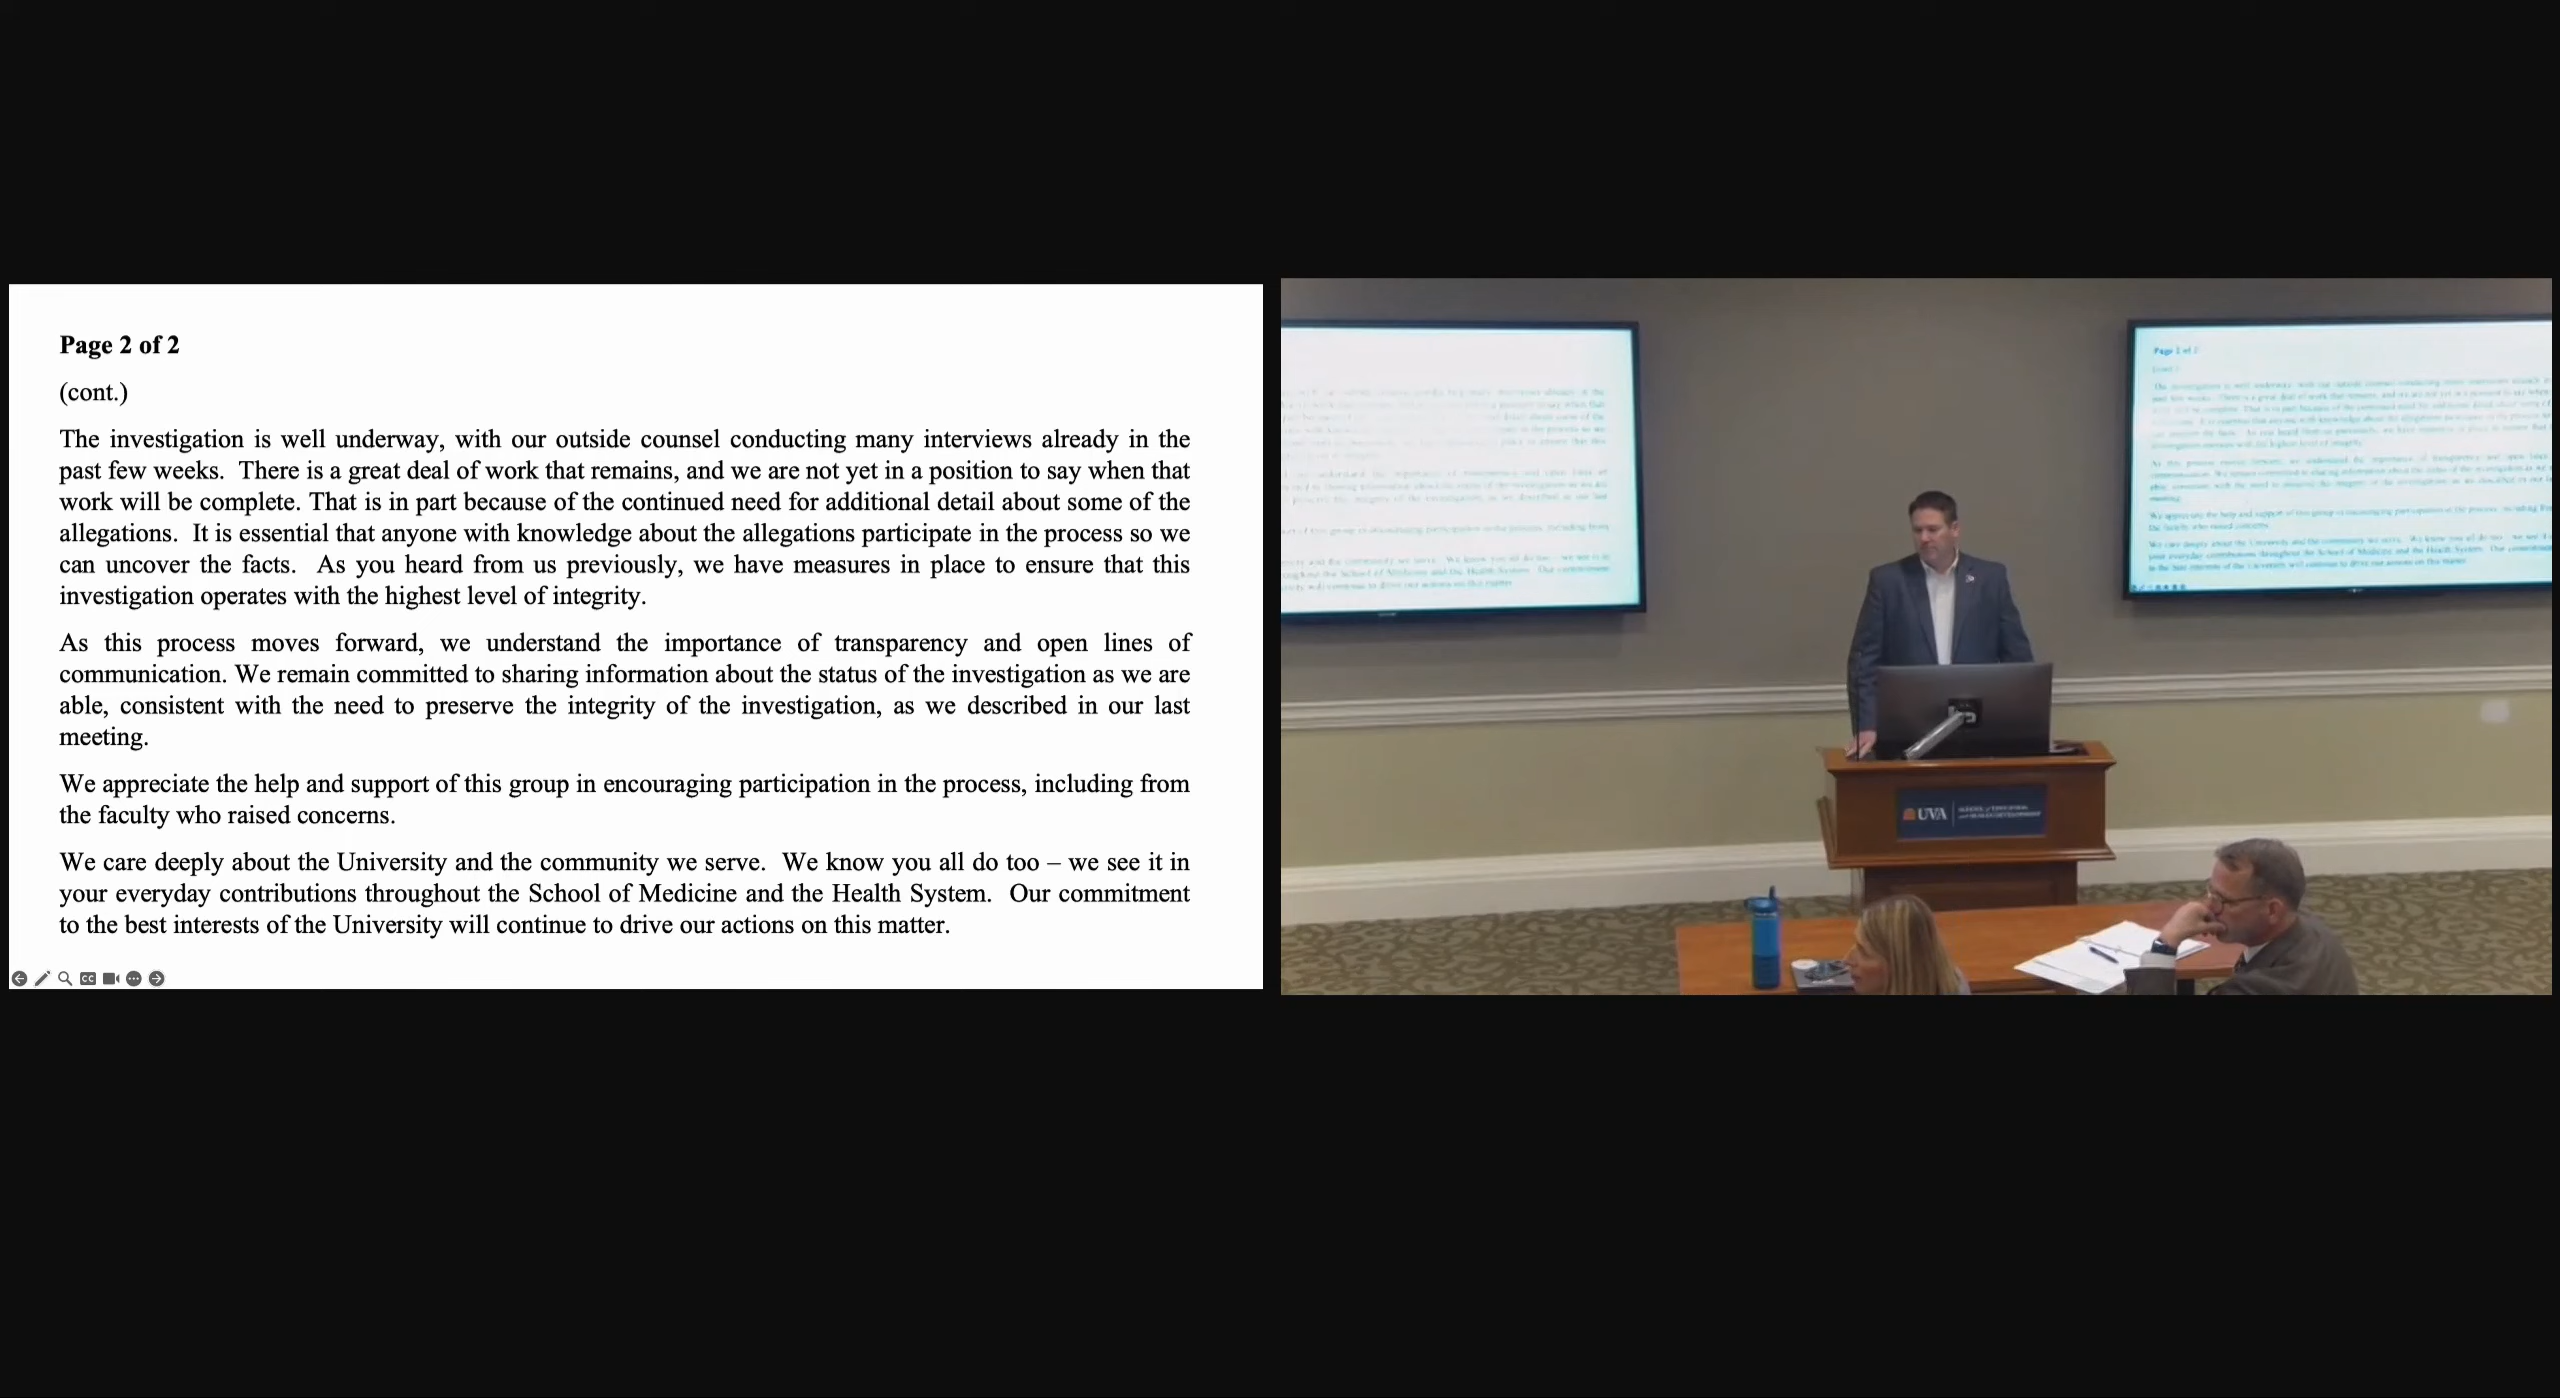 Page 2 of 2
(cont.)
The investigation is well underway, with our outside counsel conducting many interviews already in the
past few weeks.  There is a great deal of work that remains, and we are not yet in a position to say when that
work will be complete. That is in part because of the continued need for additional detail about some of the
allegations.  It is essential that anyone with knowledge about the allegations participate in the process so we
can uncover the facts.  As you heard from us previously, we have measures in place to ensure that this
investigation operates with the highest level of integrity.
As this process moves forward, we understand the importance of transparency and open lines of
communication. We remain committed to sharing information about the status of the investigation as we are
able, consistent with the need to preserve the integrity of the investigation, as we described in our last
meeting.
We appreciate the help and support of this group in encouraging participation in the process, including from
the faculty who raised concerns.
We care deeply about the University and the community we serve.  We know you all do too – we see it in
your everyday contributions throughout the School of Medicine and the Health System.  Our commitment
to the best interests of the University will continue to drive our actions on this matter.
CC
UVA
SCHOOL of EDUCATION
and HUMAN DEVELOPMENT